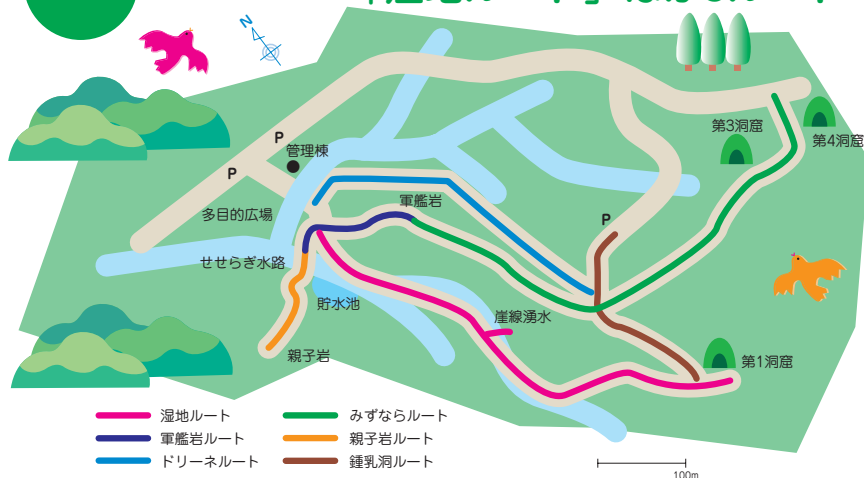 N
P
管理棟
P
第3洞窟
第4洞窟
多目的広場
軍艦岩
P
せせらぎ水路
貯水池
崖線湧水
親子岩
第1洞窟
湿地ルート
みずならルート
軍艦岩ルート
親子岩ルート
ドリーネルート
鍾乳洞ルート
100m